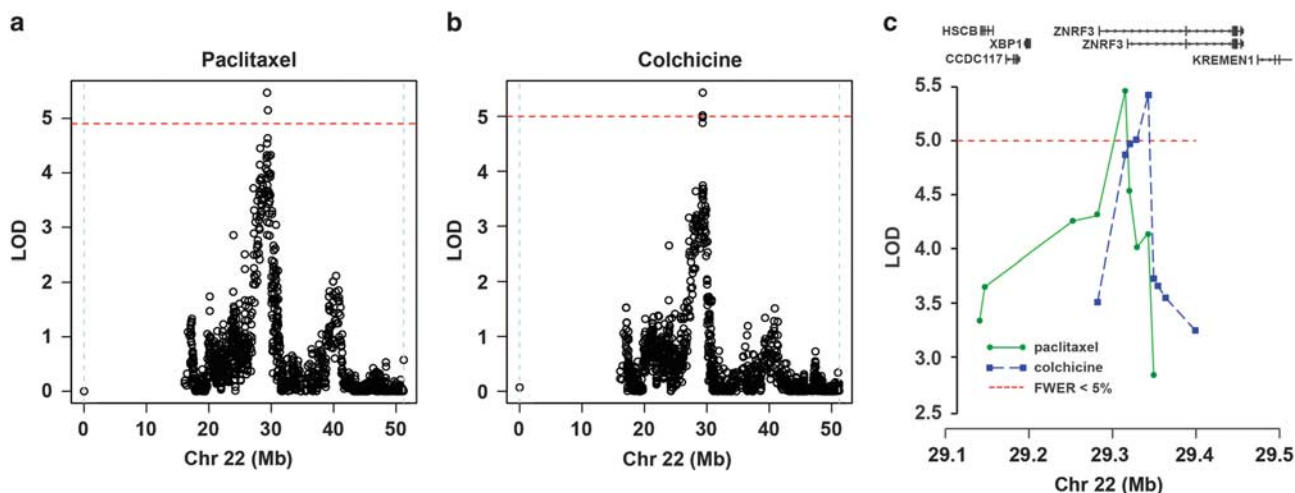 a
Paclitaxel
LOD
5
4
3
2
1
0
0 10 20 30 40 50
Chr 22 (Mb)
b
Colchicine
LOD
5
4
3
2
1
0
0 10 20 30 40 50
Chr 22 (Mb)
c
HSCB ZNRF3
XBP1 ZNRF3
CCDC117 KREMEN1
LOD
5.5
5.0
4.5
4.0
3.5
3.0
2.5
paclitaxel
colchicine
FWER < 5%
29.1 29.2 29.3 29.4 29.5
Chr 22 (Mb)